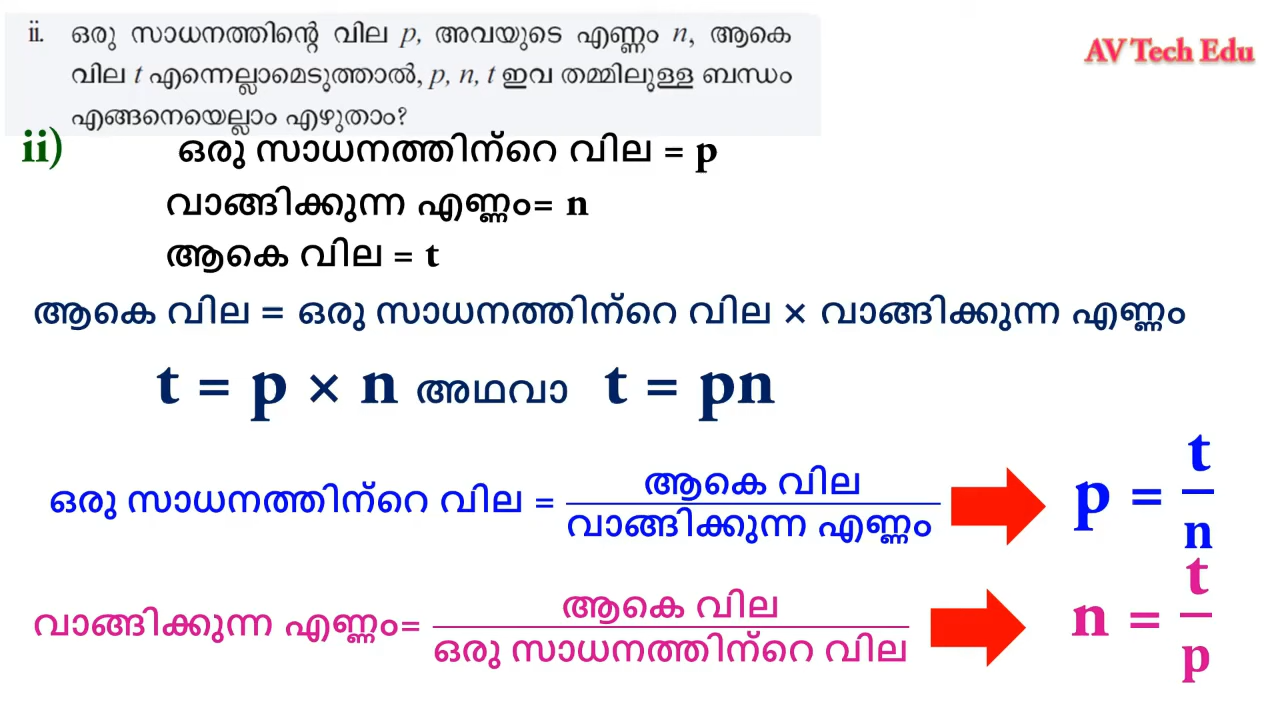 ii. ഒരു സാധനത്തിന്റെ വില p, അവയുടെ എണ്ണം n, ആകെ
വില t എന്നെല്ലാമെടുത്താൽ, p, n, t ഇവ തമ്മിലുള്ള ബന്ധം
എങ്ങനെയെല്ലാം എഴുതാം?
AV Tech Edu
ii) ഒരു സാധനത്തിന്റെ വില = p
വാങ്ങിക്കുന്ന എണ്ണം= n
ആകെ വില = t
ആകെ വില = ഒരു സാധനത്തിന്റെ വില × വാങ്ങിക്കുന്ന എണ്ണം
t = p × n അഥവാ t = pn
ഒരു സാധനത്തിന്റെ വില = ആകെ വില / വാങ്ങിക്കുന്ന എണ്ണം p = t / n
വാങ്ങിക്കുന്ന എണ്ണം= ആകെ വില / ഒരു സാധനത്തിന്റെ വില n = t / p